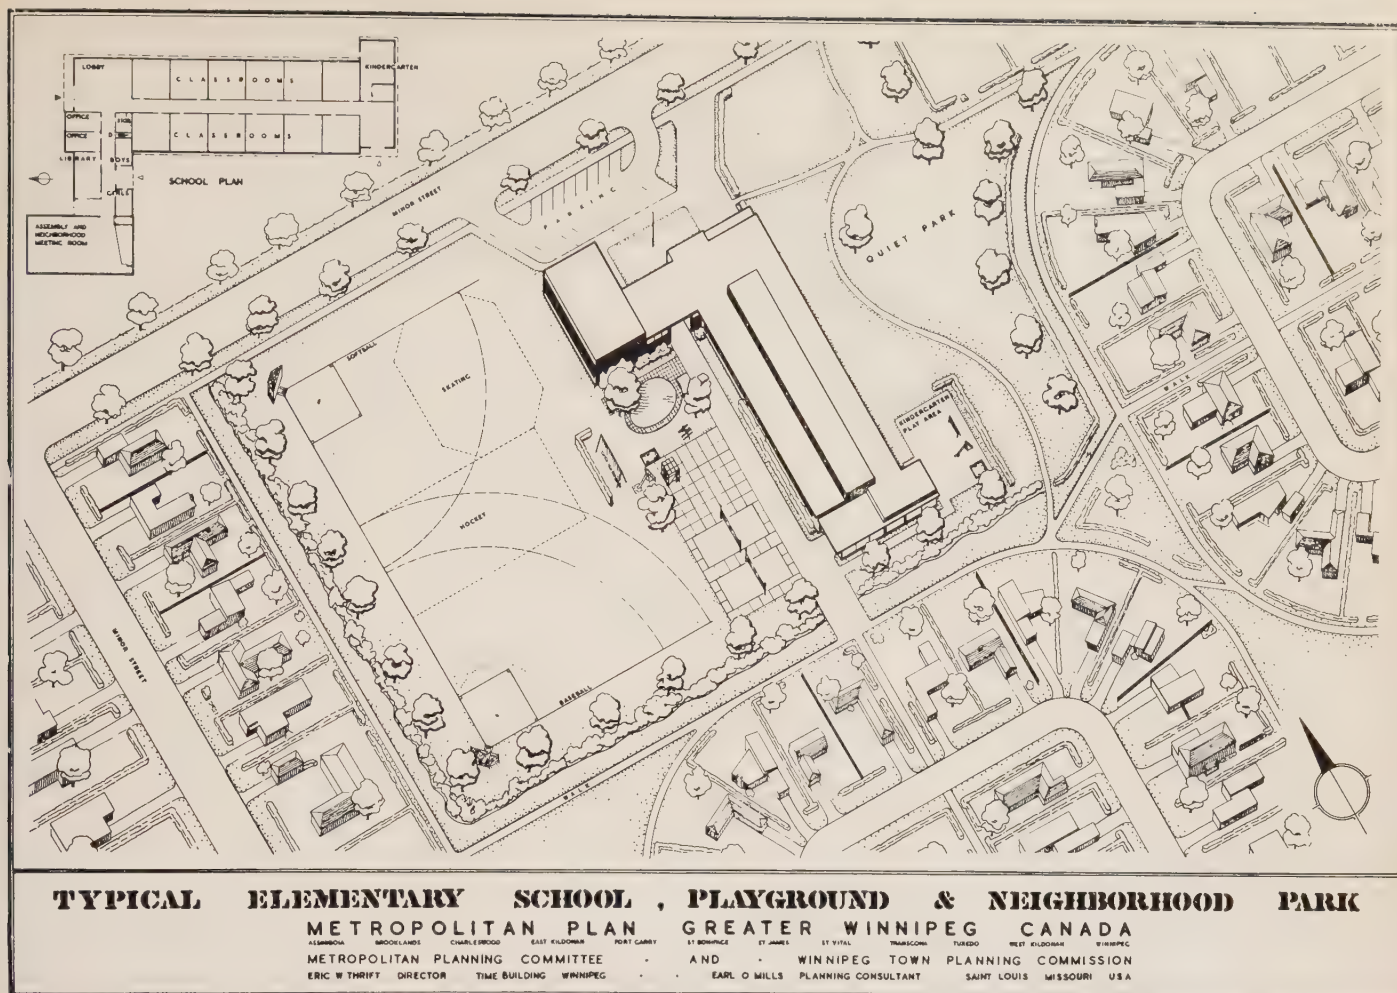 LOBBY
CLASSROOMS
KINDERGARTEN
OFFICE
OFFICE
CLASSROOMS
LIBRARY
BOYS
GIRLS
SCHOOL PLAN
ASSEMBLY AND
NEIGHBORHOOD
MEETING ROOM
MINOR STREET
PARKING
QUIET PARK
SOFTBALL
SKATING
KINDERGARTEN
PLAY AREA
WALK
HOCKEY
MINOR STREET
BASEBALL
WALK
TYPICAL ELEMENTARY SCHOOL, PLAYGROUND & NEIGHBORHOOD PARK
METROPOLITAN PLAN GREATER WINNIPEG CANADA
ASSINIBOIA BROOKLANDS CHARLESWOOD EAST KILDONAN FORT GARRY ST BONIFACE ST JAMES ST VITAL TRANSCONA TUXEDO WEST KILDONAN WINNIPEG
METROPOLITAN PLANNING COMMITTEE · AND · WINNIPEG TOWN PLANNING COMMISSION
ERIC W THRIFT DIRECTOR TIME BUILDING WINNIPEG · · EARL O MILLS PLANNING CONSULTANT SAINT LOUIS MISSOURI USA